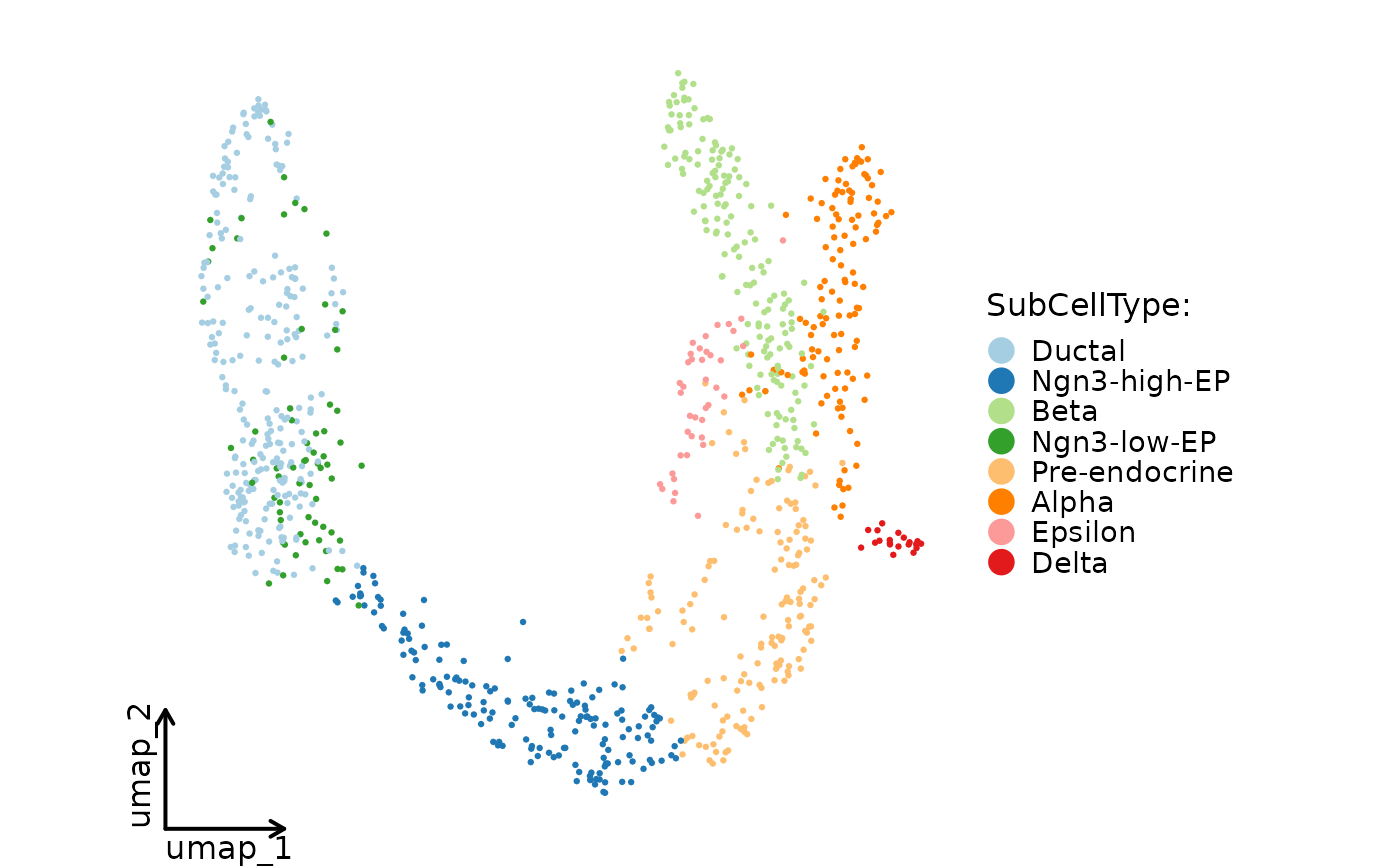 SubCellType:
Ductal
Ngn3-high-EP
Beta
Ngn3-low-EP
Pre-endocrine
Alpha
Epsilon
Delta
umap_2
umap_1